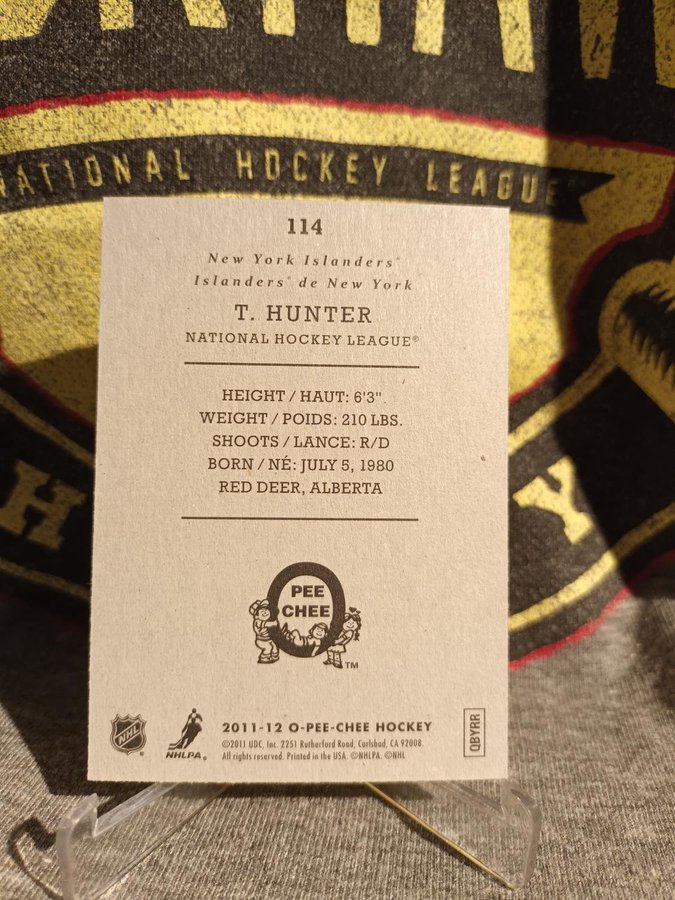 NATIONAL HOCKEY LEAGUE
114
New York Islanders®
Islanders® de New York
T. HUNTER
NATIONAL HOCKEY LEAGUE®
HEIGHT / HAUT: 6'3".
WEIGHT / POIDS: 210 LBS.
SHOOTS / LANCE: R/D
BORN / NÉ: JULY 5, 1980
RED DEER, ALBERTA
H
Y
PEE
CHEE
TM
NHL
NHLPA®
2011-12 O-PEE-CHEE HOCKEY
©2011 UDC, Inc. 2251 Rutherford Road, Carlsbad, CA 92008.
All rights reserved. Printed in the USA. ©NHLPA. ©NHL
QBYRR